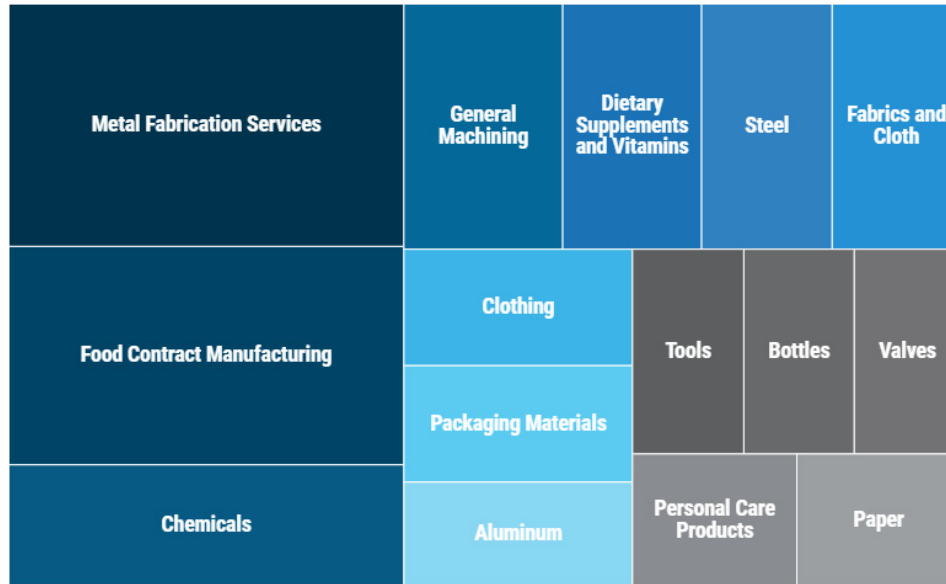 Metal Fabrication Services
General
Machining
Dietary
Supplements
and Vitamins
Steel
Fabrics and
Cloth
Food Contract Manufacturing
Clothing
Tools
Bottles
Valves
Packaging Materials
Chemicals
Aluminum
Personal Care
Products
Paper